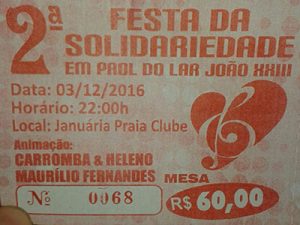 2ª FESTA DA
SOLIDARIEDADE
EM PROL DO LAR JOÃO XXIII
Data: 03/12/2016
Horário: 22:00h
Local: Januária Praia Clube
Animação:
CARROMBA & HELENO
MAURÍLIO FERNANDES
MESA
Nº 0068
R$ 60,00